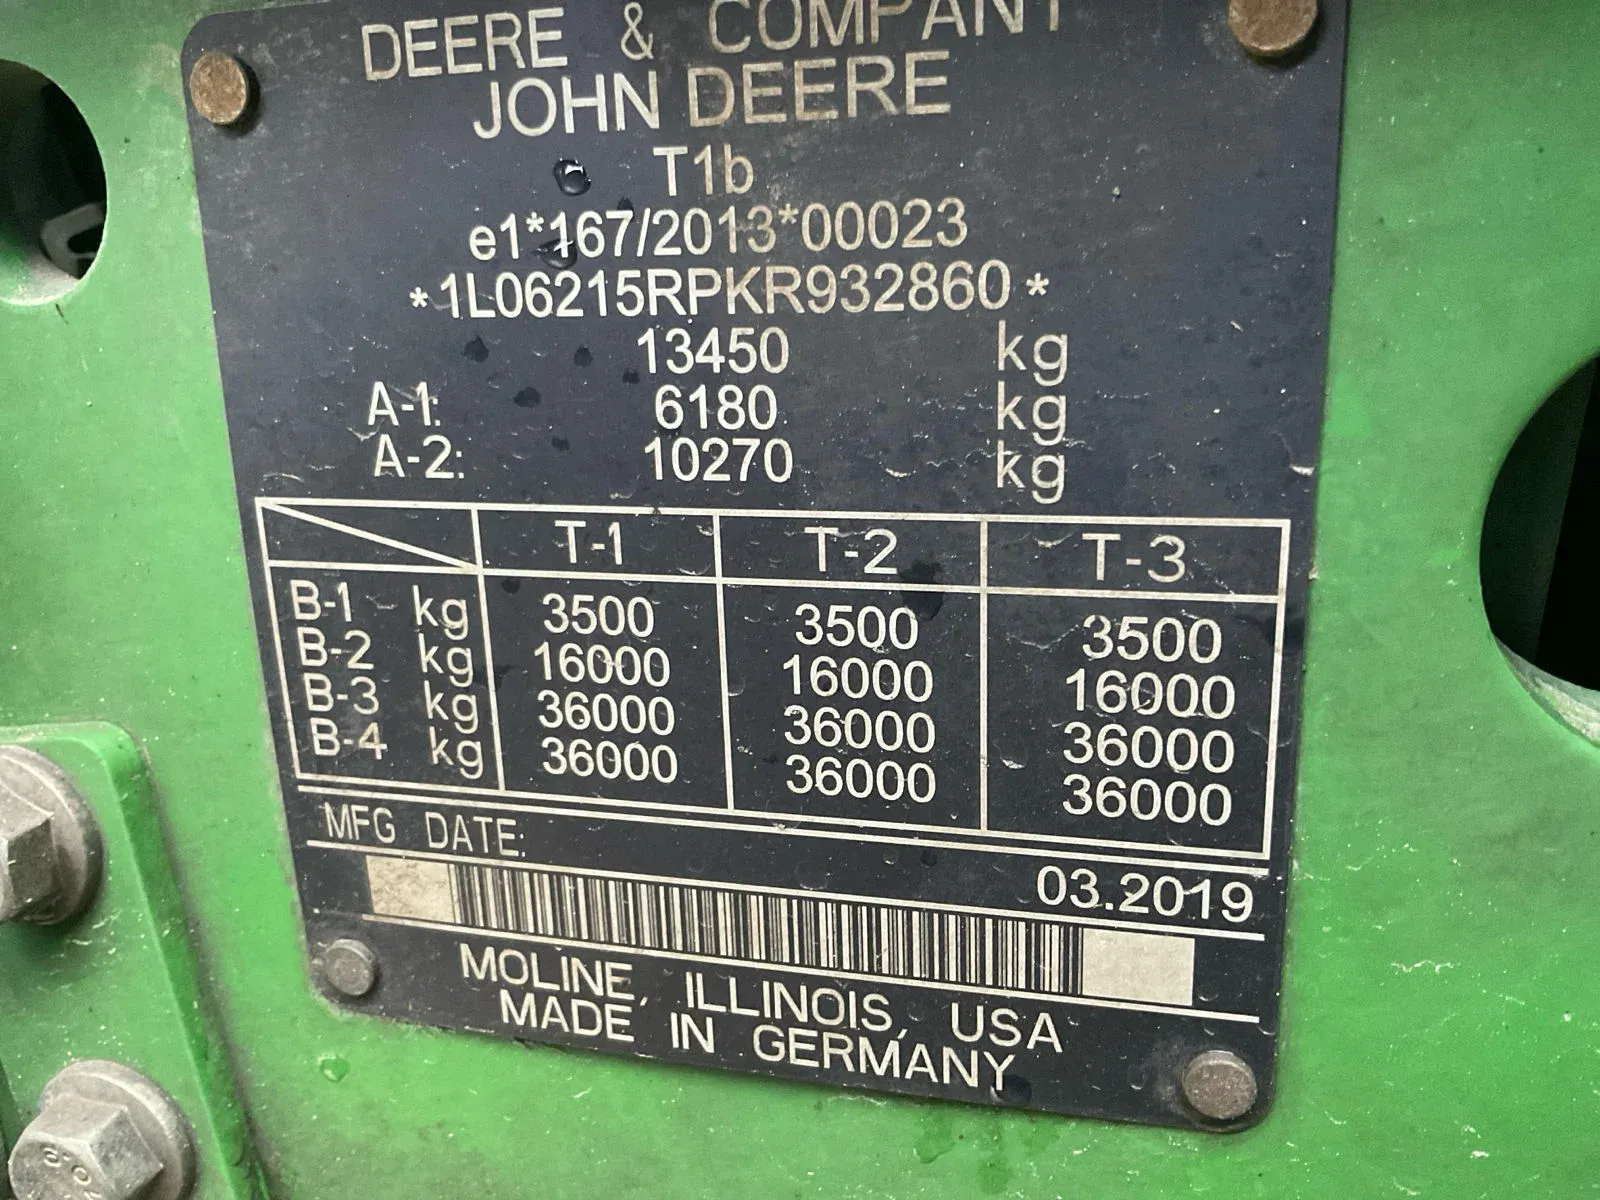 DEERE & COMPANY
JOHN DEERE
T1b
e1*167/2013*00023
*1L06215RPKR932860*
13450 kg
A-1: 6180 kg
A-2: 10270 kg
T-1 T-2 T-3
B-1 kg 3500 3500 3500
B-2 kg 16000 16000 16000
B-3 kg 36000 36000 36000
B-4 kg 36000 36000 36000
MFG DATE:
03.2019
MOLINE, ILLINOIS, USA
MADE IN GERMANY